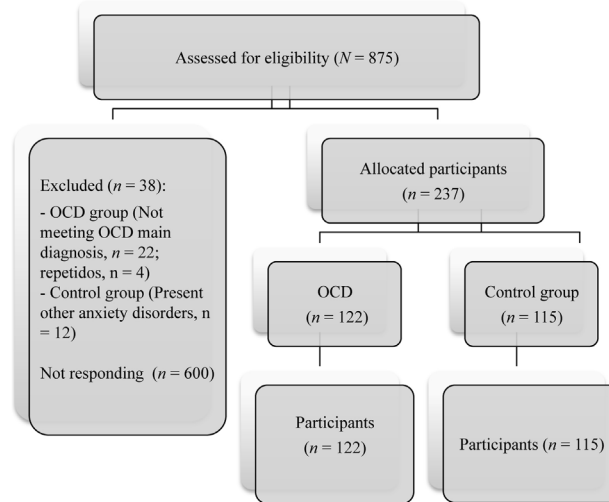 Assessed for eligibility (N = 875)
Excluded (n = 38):
- OCD group (Not
meeting OCD main
diagnosis, n = 22;
repetidos, n = 4)
- Control group (Present
other anxiety disorders, n
= 12)
Not responding (n = 600)
Allocated participants
(n = 237)
OCD
(n = 122)
Control group
(n = 115)
Participants
(n = 122)
Participants (n = 115)